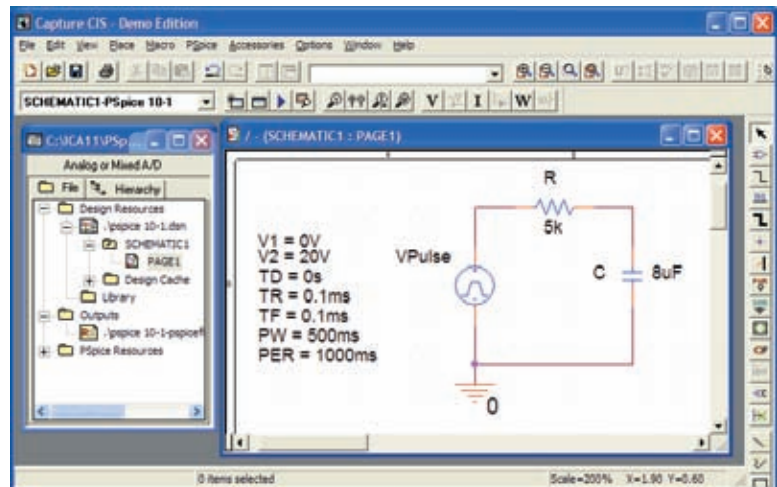 Capture CIS - Demo Edition
File Edit View Place Macro PSpice Accessories Options Window Help
SCHEMATIC1-PSpice 10-1
V I W
C:\ICA11\PSp...
/ - (SCHEMATIC1 : PAGE1)
Analog or Mixed A/D
File Hierarchy
Design Resources
.\pspice 10-1.dsn
SCHEMATIC1
PAGE1
Design Cache
Library
Outputs
.\pspice 10-1-pspicef
PSpice Resources
V1 = 0V
V2 = 20V
TD = 0s
TR = 0.1ms
TF = 0.1ms
PW = 500ms
PER = 1000ms
VPulse
R
5k
C 8uF
0
0 items selected Scale=200% X=1.90 Y=0.60